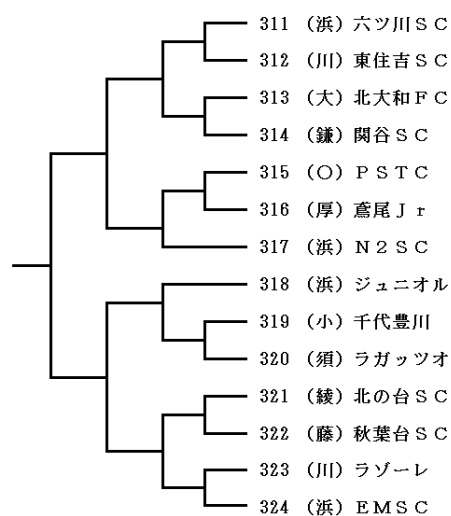 311 (浜) 六ツ川SC
312 (川) 東住吉SC
313 (大) 北大和FC
314 (鎌) 関谷SC
315 (○) PSTC
316 (厚) 鳶尾Jr
317 (浜) N2SC
318 (浜) ジュニオル
319 (小) 千代豊川
320 (須) ラガッツオ
321 (綾) 北の台SC
322 (藤) 秋葉台SC
323 (川) ラゾーレ
324 (浜) EMSC